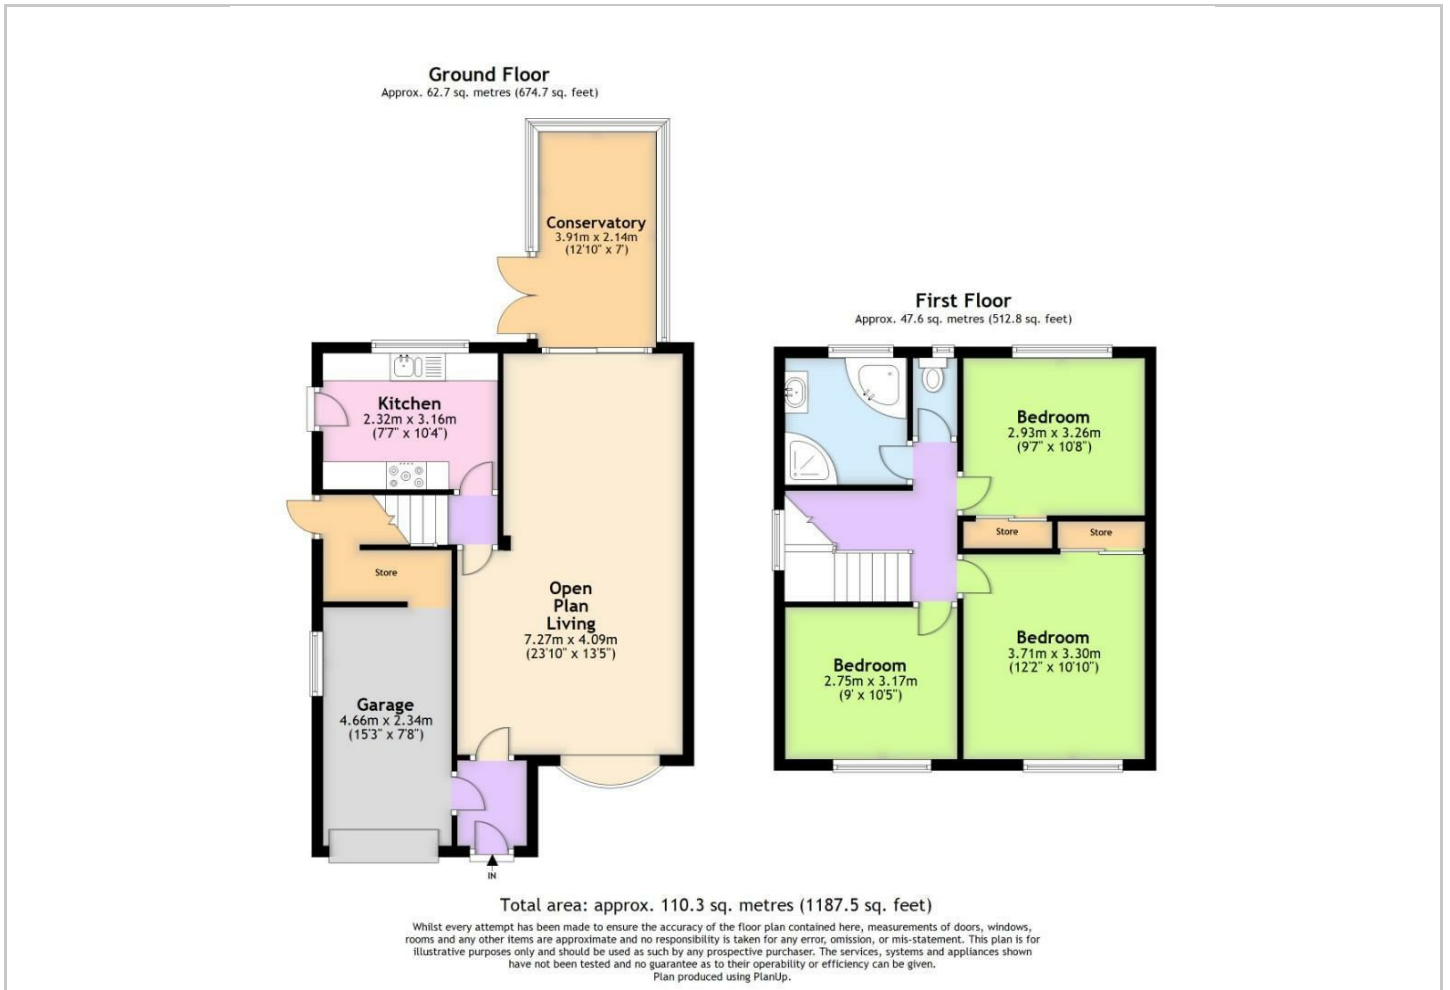 Ground Floor
Approx. 62.7 sq. metres (674.7 sq. feet)
Conservatory
3.91m x 2.14m
(12'10" x 7')
Kitchen
2.32m x 3.16m
(7'7" x 10'4")
Store
Open
Plan
Living
7.27m x 4.09m
(23'10" x 13'5")
Garage
4.66m x 2.34m
(15'3" x 7'8")
IN
First Floor
Approx. 47.6 sq. metres (512.8 sq. feet)
Bedroom
2.93m x 3.26m
(9'7" x 10'8")
Store
Store
Bedroom
3.71m x 3.30m
(12'2" x 10'10")
Bedroom
2.75m x 3.17m
(9' x 10'5")
Total area: approx. 110.3 sq. metres (1187.5 sq. feet)
Whilst every attempt has been made to ensure the accuracy of the floor plan contained here, measurements of doors, windows,
rooms and any other items are approximate and no responsibility is taken for any error, omission, or mis-statement. This plan is for
illustrative purposes only and should be used as such by any prospective purchaser. The services, systems and appliances shown
have not been tested and no guarantee as to their operability or efficiency can be given.
Plan produced using PlanUp.